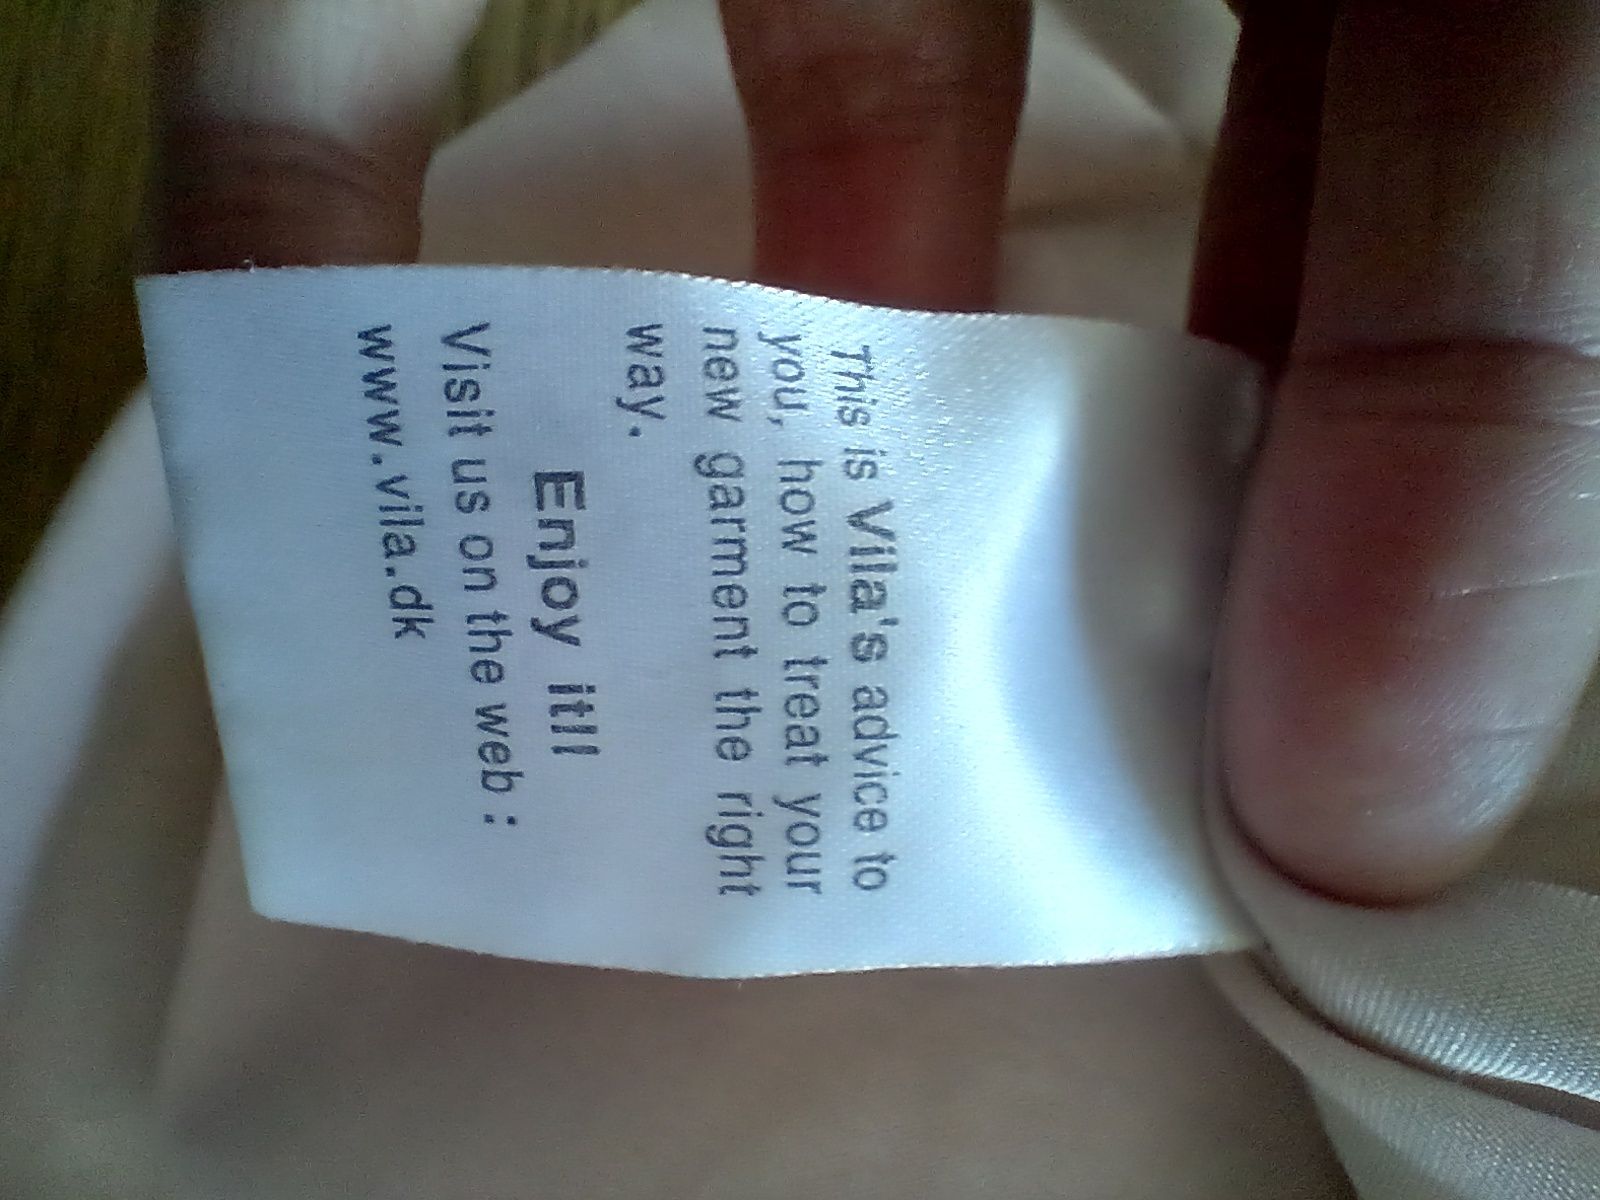 This is Vila's advice to
you, how to treat your
new garment the right
way.
Enjoy it!!
Visit us on the web :
www.vila.dk